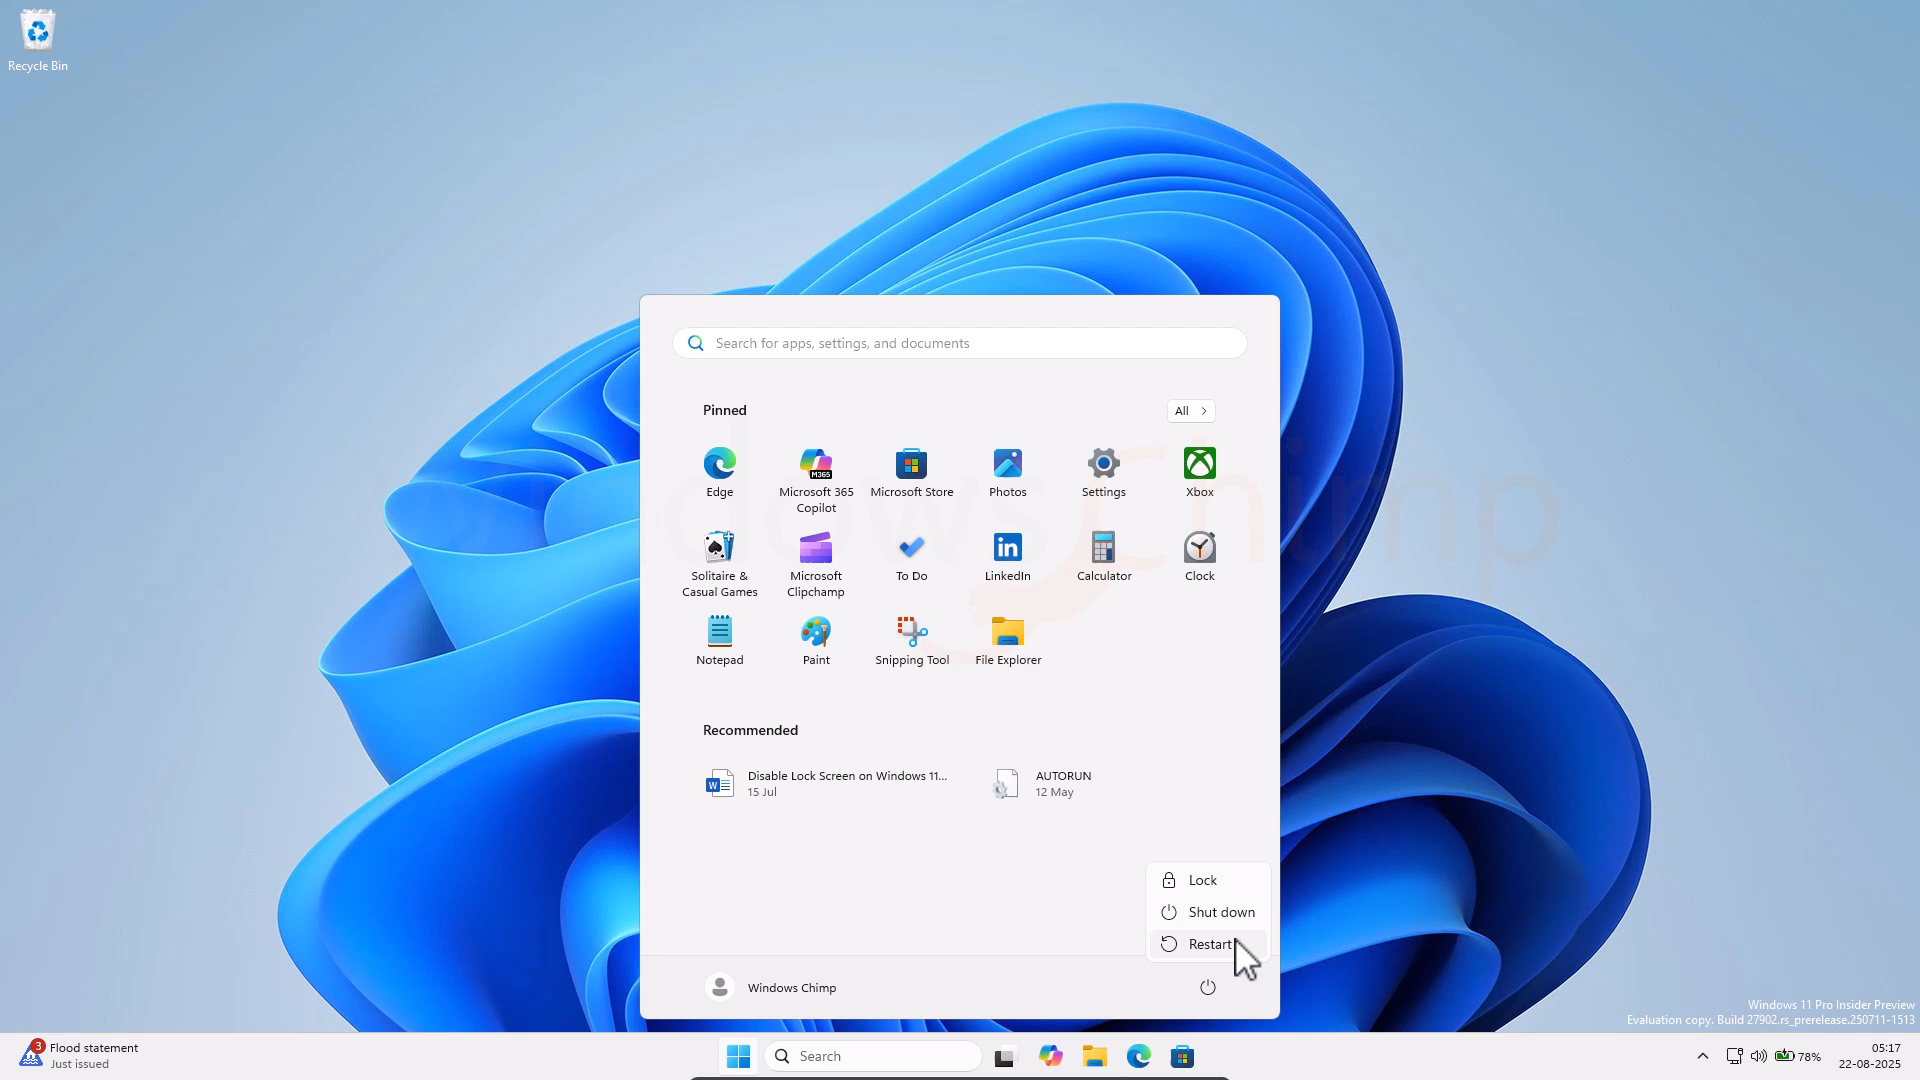 Recycle Bin
Search for apps, settings, and documents
Pinned
All
Edge
Microsoft 365
Copilot
M365
Microsoft Store
Photos
Settings
Xbox
Solitaire &
Casual Games
Microsoft
Clipchamp
To Do
in
LinkedIn
Calculator
Clock
Notepad
Paint
Snipping Tool
File Explorer
Recommended
W
Disable Lock Screen on Windows 11...
15 Jul
AUTORUN
12 May
Lock
Shut down
Restart
Windows Chimp
Windows 11 Pro Insider Preview
Evaluation copy. Build 27902.rs_prerelease.250711-1513
3
Flood statement
Just issued
Search
78%
05:17
22-08-2025